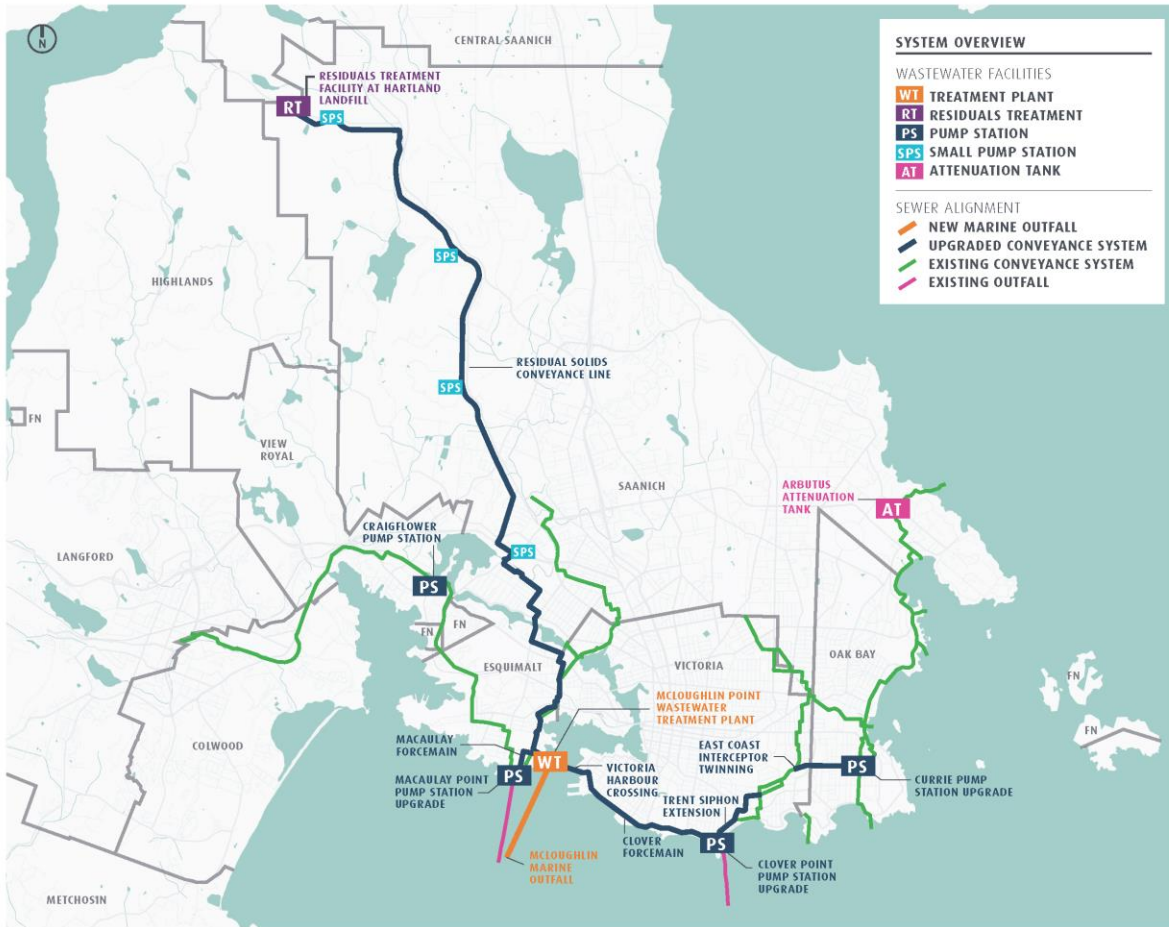 N
CENTRAL SAANICH
RESIDUALS TREATMENT
FACILITY AT HARTLAND
LANDFILL
RT
SPS
SYSTEM OVERVIEW
WASTEWATER FACILITIES
WT TREATMENT PLANT
RT RESIDUALS TREATMENT
PS PUMP STATION
SPS SMALL PUMP STATION
AT ATTENUATION TANK
SEWER ALIGNMENT
NEW MARINE OUTFALL
UPGRADED CONVEYANCE SYSTEM
EXISTING CONVEYANCE SYSTEM
EXISTING OUTFALL
SPS
HIGHLANDS
RESIDUAL SOLIDS
CONVEYANCE LINE
SPS
FN
VIEW
ROYAL
SAANICH
ARBUTUS
ATTENUATION
TANK
AT
CRAIGFLOWER
PUMP STATION
LANGFORD
SPS
PS
FN
FN
ESQUIMALT
VICTORIA
OAK BAY
FN
MCLOUGHLIN POINT
WASTEWATER
TREATMENT PLANT
FN
COLWOOD
MACAULAY
FORCEMAIN
WT
EAST COAST
INTERCEPTOR
TWINNING
PS
MACAULAY POINT
PUMP STATION
UPGRADE
PS
VICTORIA
HARBOUR
CROSSING
CURRIE PUMP
STATION UPGRADE
TRENT SIPHON
EXTENSION
CLOVER
FORCEMAIN
PS
MCLOUGHLIN
MARINE
OUTFALL
CLOVER POINT
PUMP STATION
UPGRADE
METCHOSIN